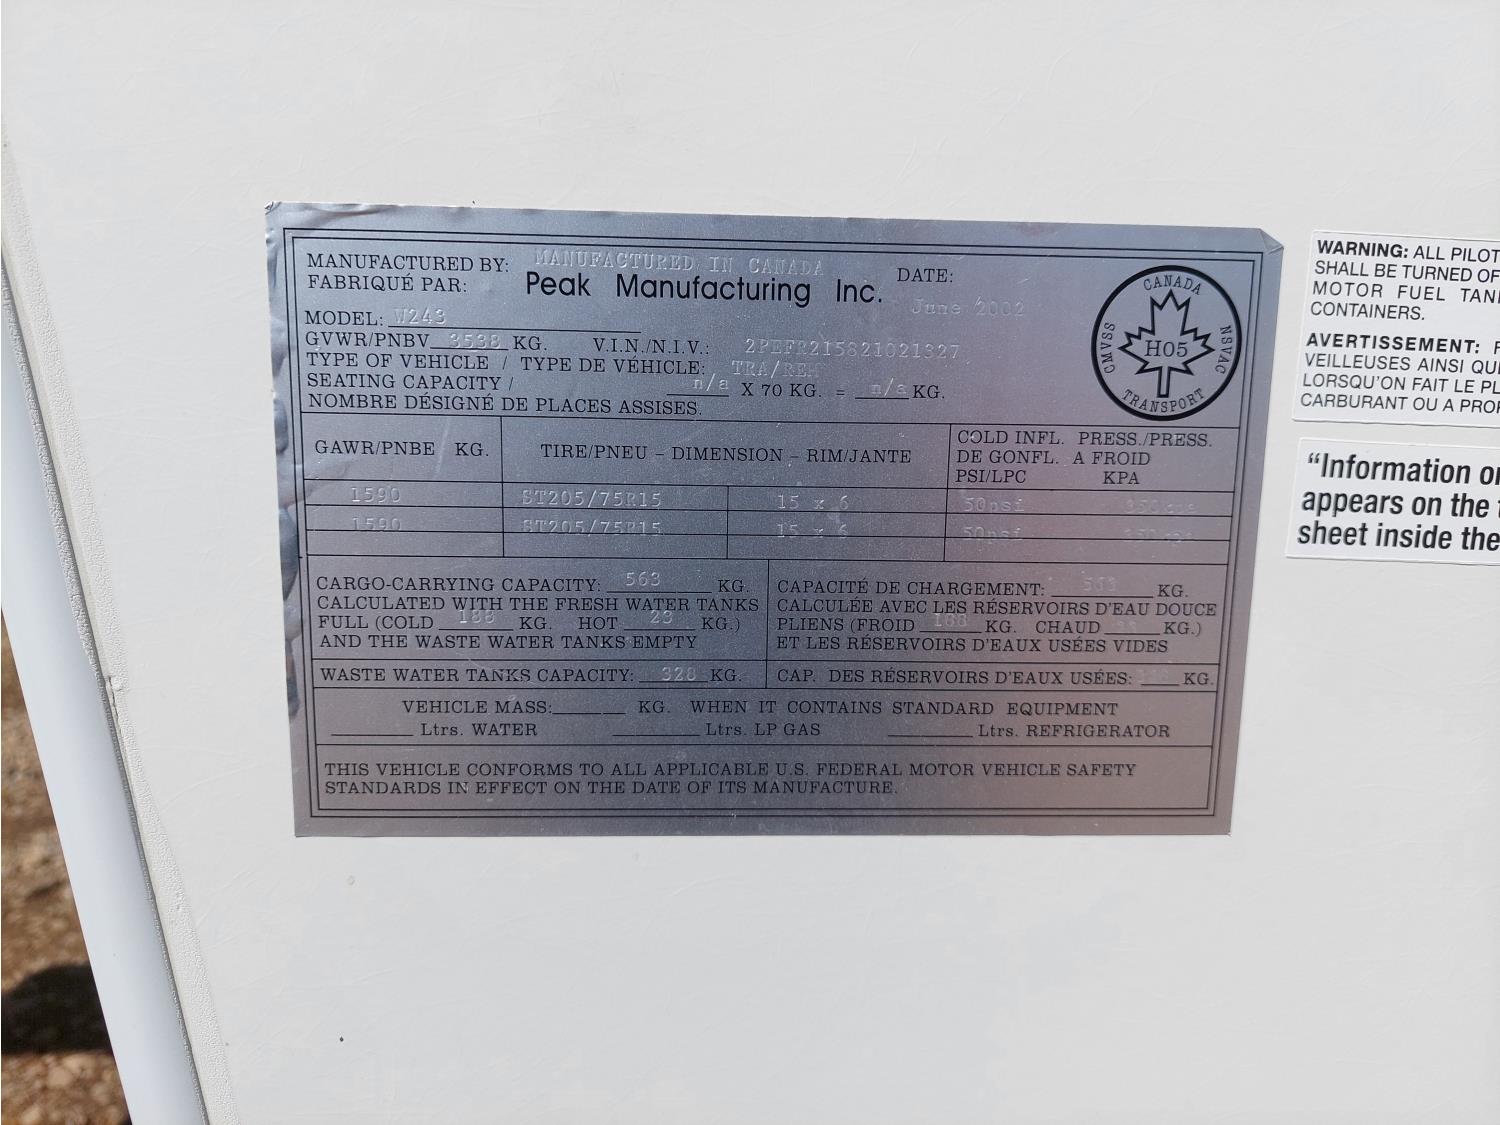 MANUFACTURED IN CANADA
MANUFACTURED BY: Peak Manufacturing Inc. DATE:
FABRIQUÉ PAR: June 2002
MODEL: W243
GVWR/PNBV 3538 KG. V.I.N./N.I.V.: 2PEFR215821021327
TYPE OF VEHICLE / TYPE DE VÉHICULE: TRA/REM
SEATING CAPACITY / n/a X 70 KG. = n/a KG.
NOMBRE DÉSIGNÉ DE PLACES ASSISES.
CANADA
CMVSS H05 NSVAC
TRANSPORT
GAWR/PNBE KG. TIRE/PNEU – DIMENSION – RIM/JANTE COLD INFL. PRESS./PRESS.
DE GONFL. A FROID
PSI/LPC KPA
1590 ST205/75R15 15 x 6 50psi
1590 ST205/75R15 15 x 6 50psi
CARGO-CARRYING CAPACITY: 563 KG.
CALCULATED WITH THE FRESH WATER TANKS
FULL (COLD 188 KG. HOT 23 KG.)
AND THE WASTE WATER TANKS EMPTY
CAPACITÉ DE CHARGEMENT: 563 KG.
CALCULÉE AVEC LES RÉSERVOIRS D'EAU DOUCE
PLIENS (FROID 188 KG. CHAUD KG.)
ET LES RÉSERVOIRS D'EAUX USÉES VIDES
WASTE WATER TANKS CAPACITY: 328 KG.
CAP. DES RÉSERVOIRS D'EAUX USÉES: KG.
VEHICLE MASS: KG. WHEN IT CONTAINS STANDARD EQUIPMENT
Ltrs. WATER Ltrs. LP GAS Ltrs. REFRIGERATOR
THIS VEHICLE CONFORMS TO ALL APPLICABLE U.S. FEDERAL MOTOR VEHICLE SAFETY
STANDARDS IN EFFECT ON THE DATE OF ITS MANUFACTURE.
WARNING: ALL PILOT
SHALL BE TURNED OF
MOTOR FUEL TAN
CONTAINERS.
AVERTISSEMENT:
VEILLEUSES AINSI QU
LORSQU'ON FAIT LE PL
CARBURANT OU A PRO
“Information o
appears on the
sheet inside the